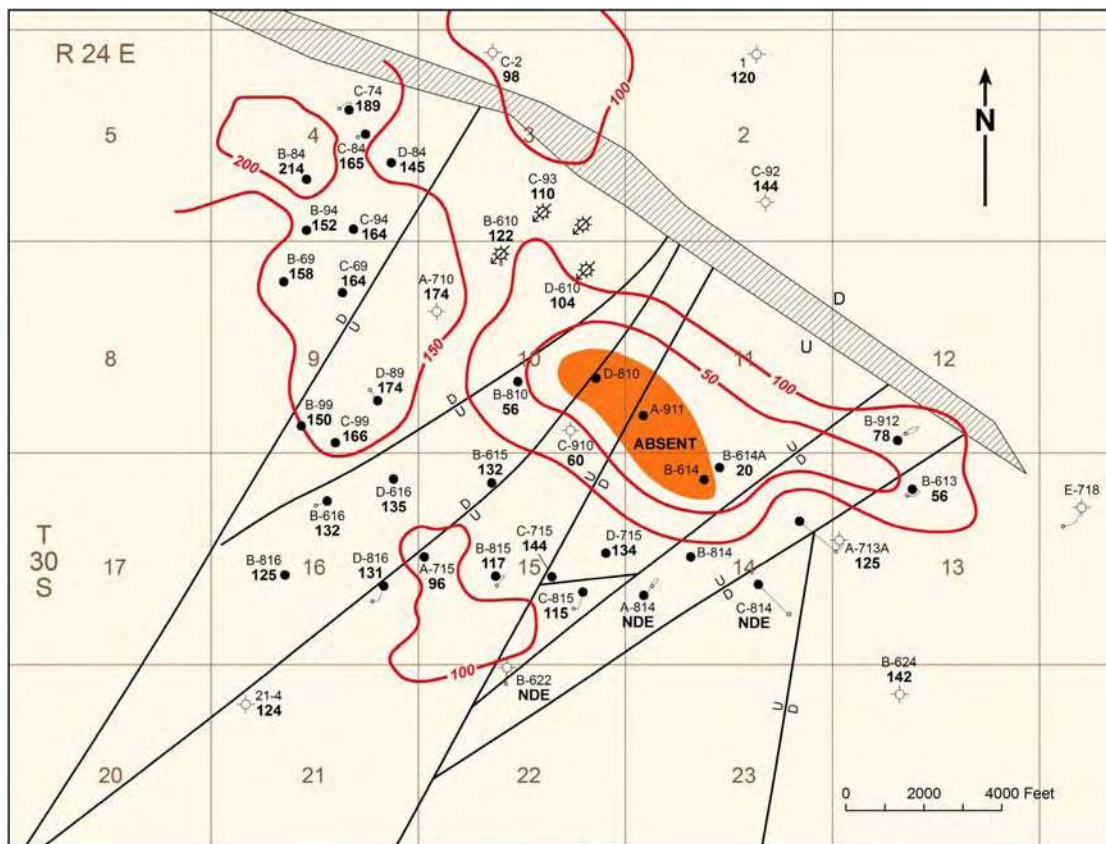 R 24 E
C-2
98
1
120
N
100
C-74
189
5
4
3
2
C-84
165
D-84
145
200
B-84
214
C-93
110
C-92
144
B-94
152
C-94
164
B-610
122
B-69
158
C-69
164
A-710
174
D-610
104
D
U
D
U
150
8
9
10
11
12
50
100
D-89
174
D
U
B-810
56
D-810
A-911
B-99
150
C-99
166
C-910
60
ABSENT
B-912
78
B-615
132
U
D
B-614
B-614A
20
U
D
D-616
135
B-613
56
E-718
B-616
132
D
U
C-715
144
D-715
134
T
30
S
17
16
15
14
13
B-816
125
D-816
131
A-715
96
B-815
117
B-814
A-713A
125
C-815
115
A-814
NDE
U
D
C-814
NDE
100
B-622
NDE
B-624
142
21-4
124
U
D
20
21
22
23
0
2000
4000 Feet